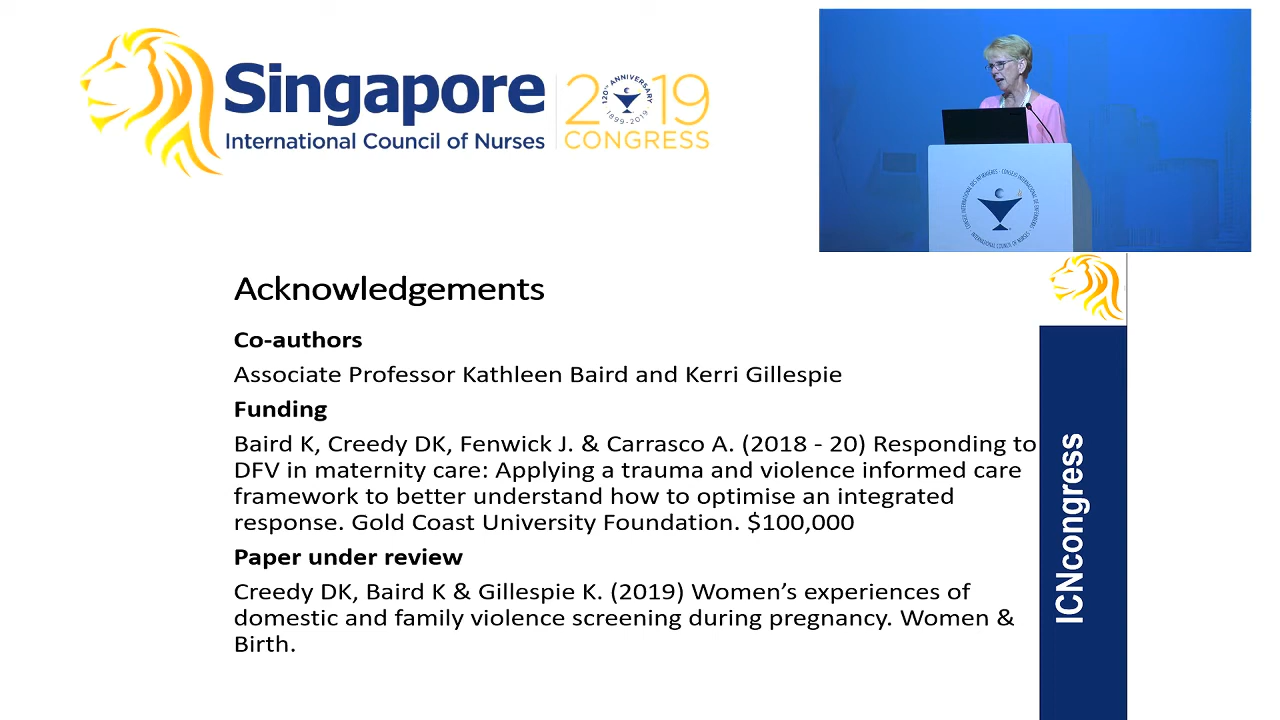 Singapore
International Council of Nurses
2019
120TH ANNIVERSARY
1899-2019
CONGRESS
Acknowledgements
Co-authors
Associate Professor Kathleen Baird and Kerri Gillespie
Funding
Baird K, Creedy DK, Fenwick J. & Carrasco A. (2018 - 20) Responding to
DFV in maternity care: Applying a trauma and violence informed care
framework to better understand how to optimise an integrated
response. Gold Coast University Foundation. $100,000
Paper under review
Creedy DK, Baird K & Gillespie K. (2019) Women’s experiences of
domestic and family violence screening during pregnancy. Women &
Birth.
ICNcongress
INTERNATIONAL COUNCIL OF NURSES